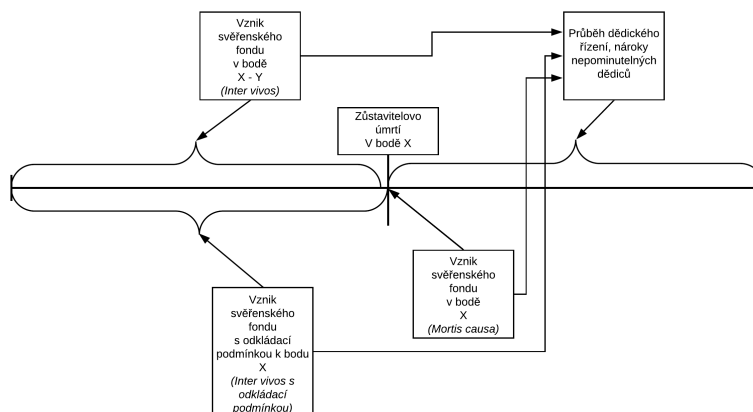 Vznik
svěřenského
fondu
v bodě
X - Y
(Inter vivos)
Průběh dědického
řízení, nároky
nepominutelných
dědiců
Zůstavitelovo
úmrtí
V bodě X
Vznik
svěřenského
fondu
v bodě
X
(Mortis causa)
Vznik
svěřenského
fondu
s odkládací
podmínkou k bodu
X
(Inter vivos s
odkládací
podmínkou)